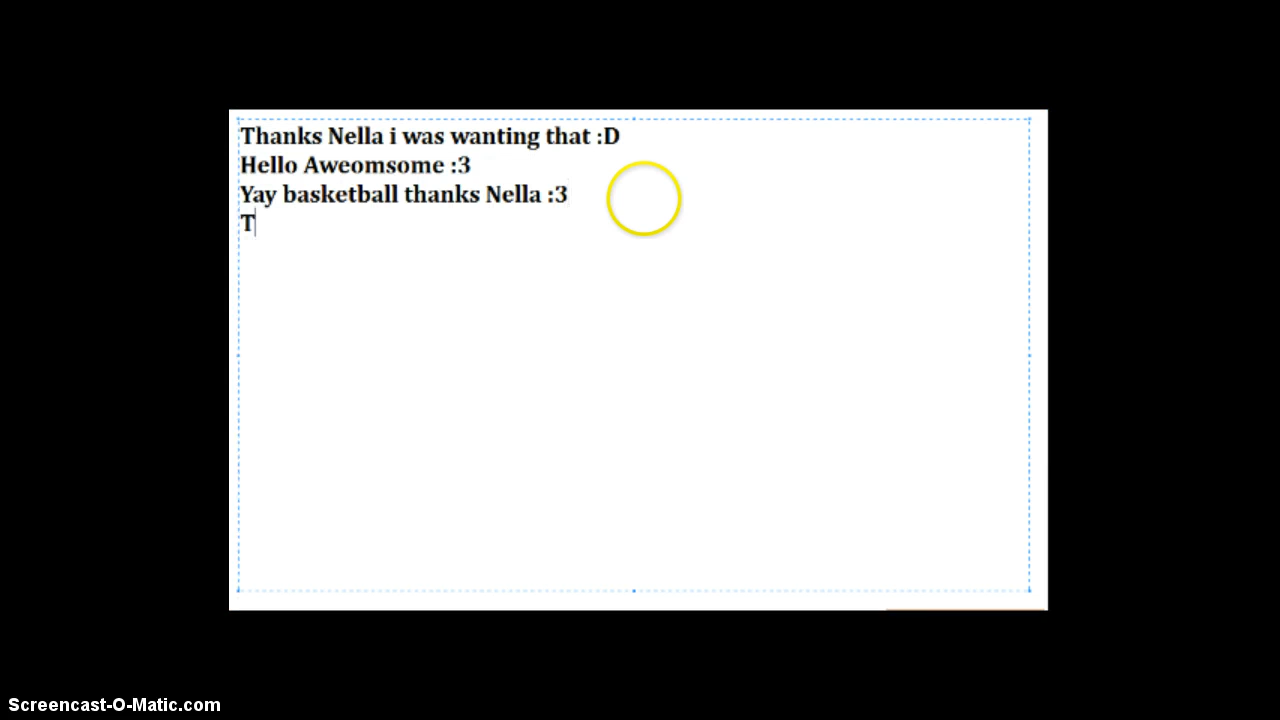 Thanks Nella i was wanting that :D
Hello Aweomsome :3
Yay basketball thanks Nella :3
T
Screencast-O-Matic.com